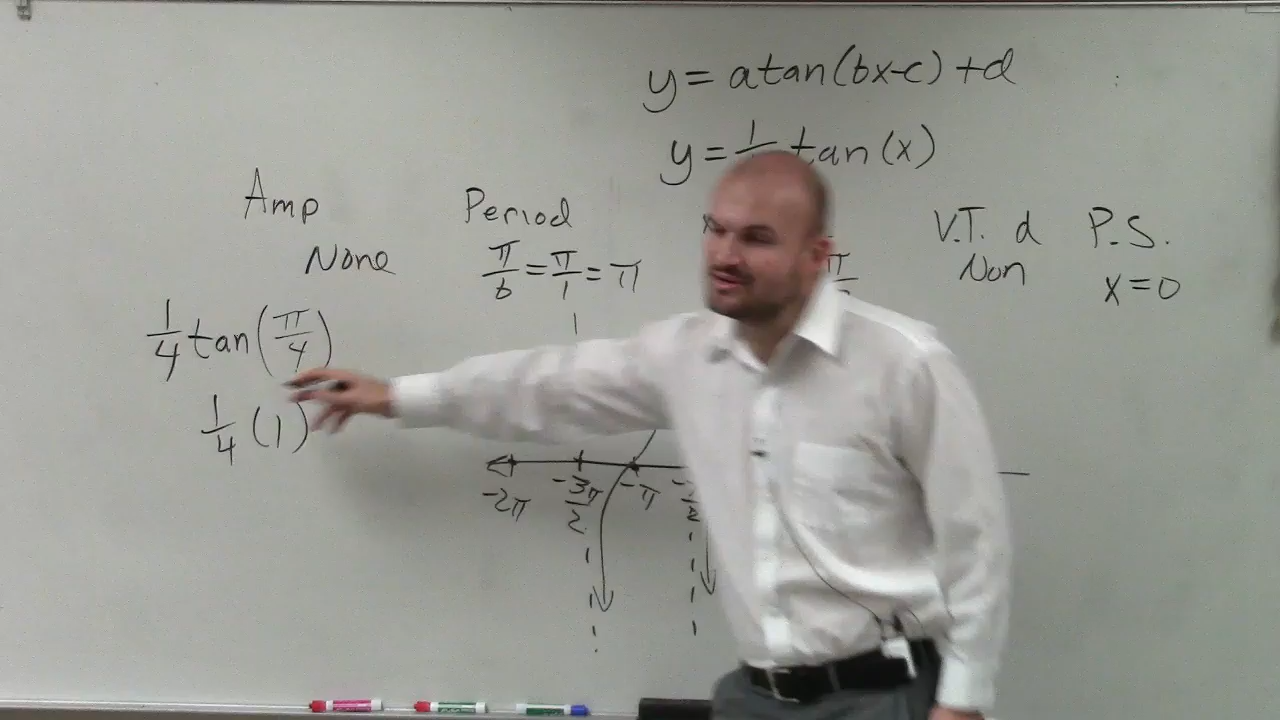 y = a tan(bx-c) + d
y = 1/ tan(x)
Amp
None
Period
π/b = π/1 = π
π/
V.T. d
Non
P.S.
x = 0
1/4 tan(π/4)
1/4 (1)
-2π -3π/2 -π